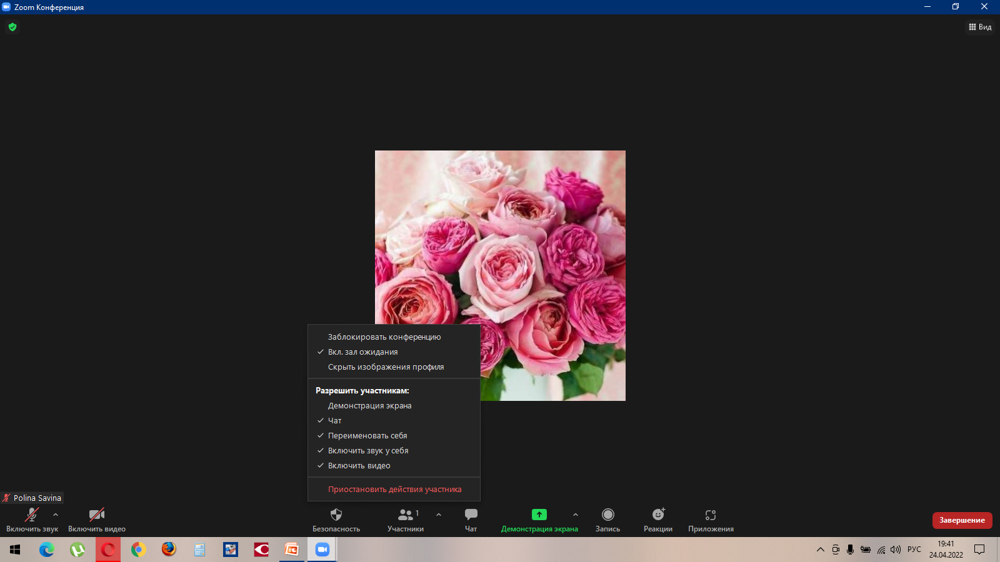 Zoom Конференция
Вид
Заблокировать конференцию
Вкл. зал ожидания
Скрыть изображения профиля
Разрешить участникам:
Демонстрация экрана
Чат
Переименовать себя
Включить звук у себя
Включить видео
Приостановить действия участника
Polina Savina
Включить звук
Включить видео
Безопасность
Участники
1
Чат
Демонстрация экрана
Запись
Реакции
Приложения
Завершение
РУС
19:41
24.04.2022